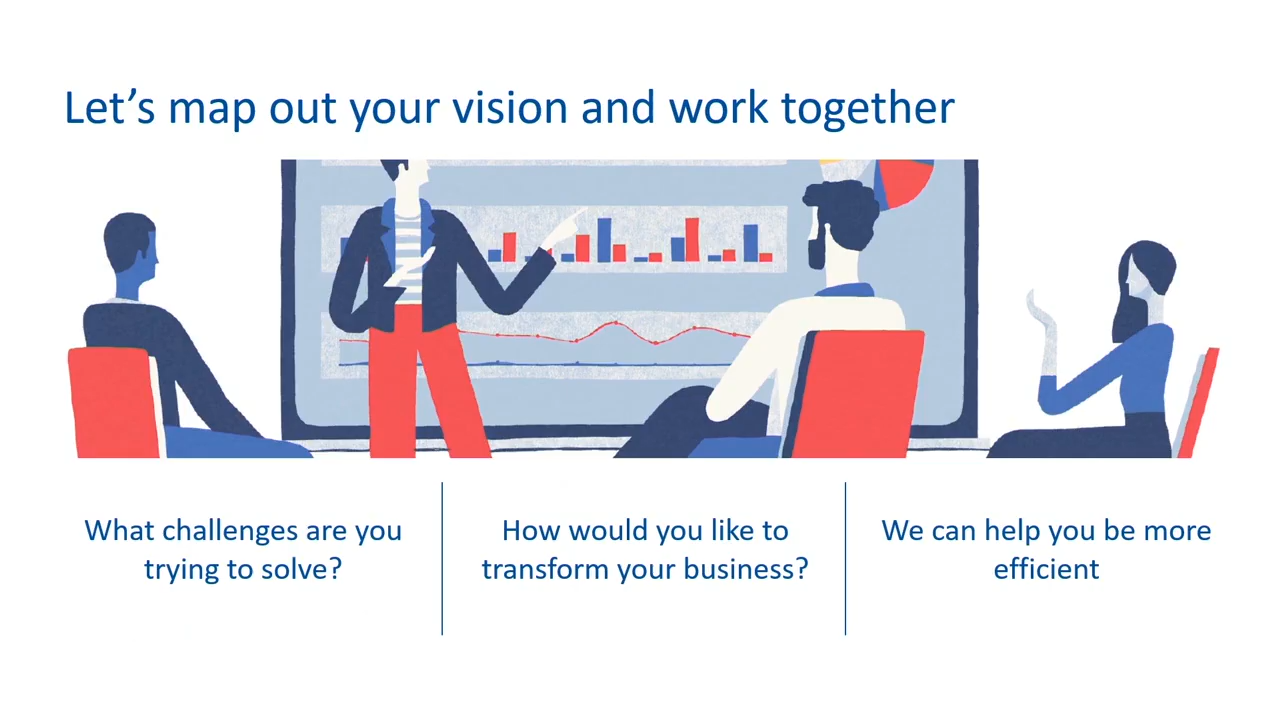 Let’s map out your vision and work together
What challenges are you
trying to solve?
How would you like to
transform your business?
We can help you be more
efficient